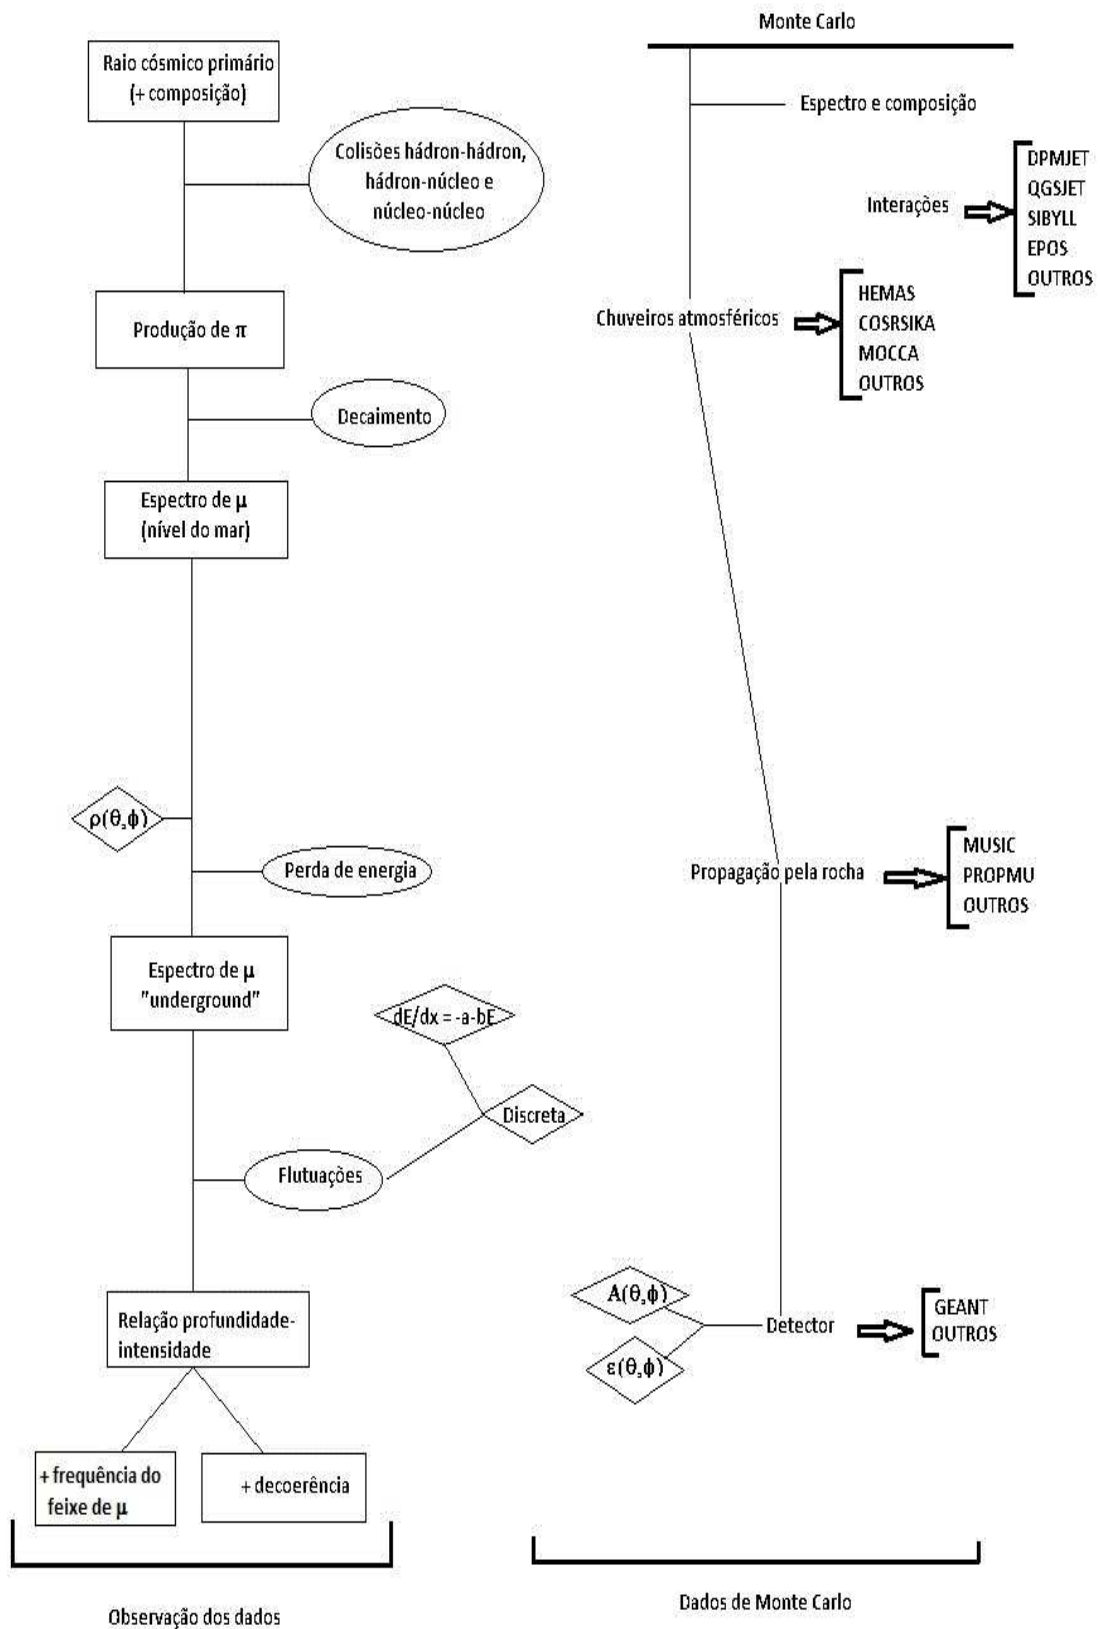 Raio cósmico primário
(+ composição)
Colisões hádron-hádron,
hádron-núcleo e
núcleo-núcleo
Produção de π
Decaimento
Espectro de μ
(nível do mar)
ρ(θ,ϕ)
Perda de energia
Espectro de μ
"underground"
dE/dx = -a-bE
Discreta
Flutuações
Relação profundidade-
intensidade
+ frequência do
feixe de μ
+ decoerência
Observação dos dados
Monte Carlo
Espectro e composição
Interações
DPMJET
QGSJET
SIBYLL
EPOS
OUTROS
Chuveiros atmosféricos
HEMAS
COSRSIKA
MOCCA
OUTROS
Propagação pela rocha
MUSIC
PROPMU
OUTROS
A(θ,ϕ)
ε(θ,ϕ)
Detector
GEANT
OUTROS
Dados de Monte Carlo